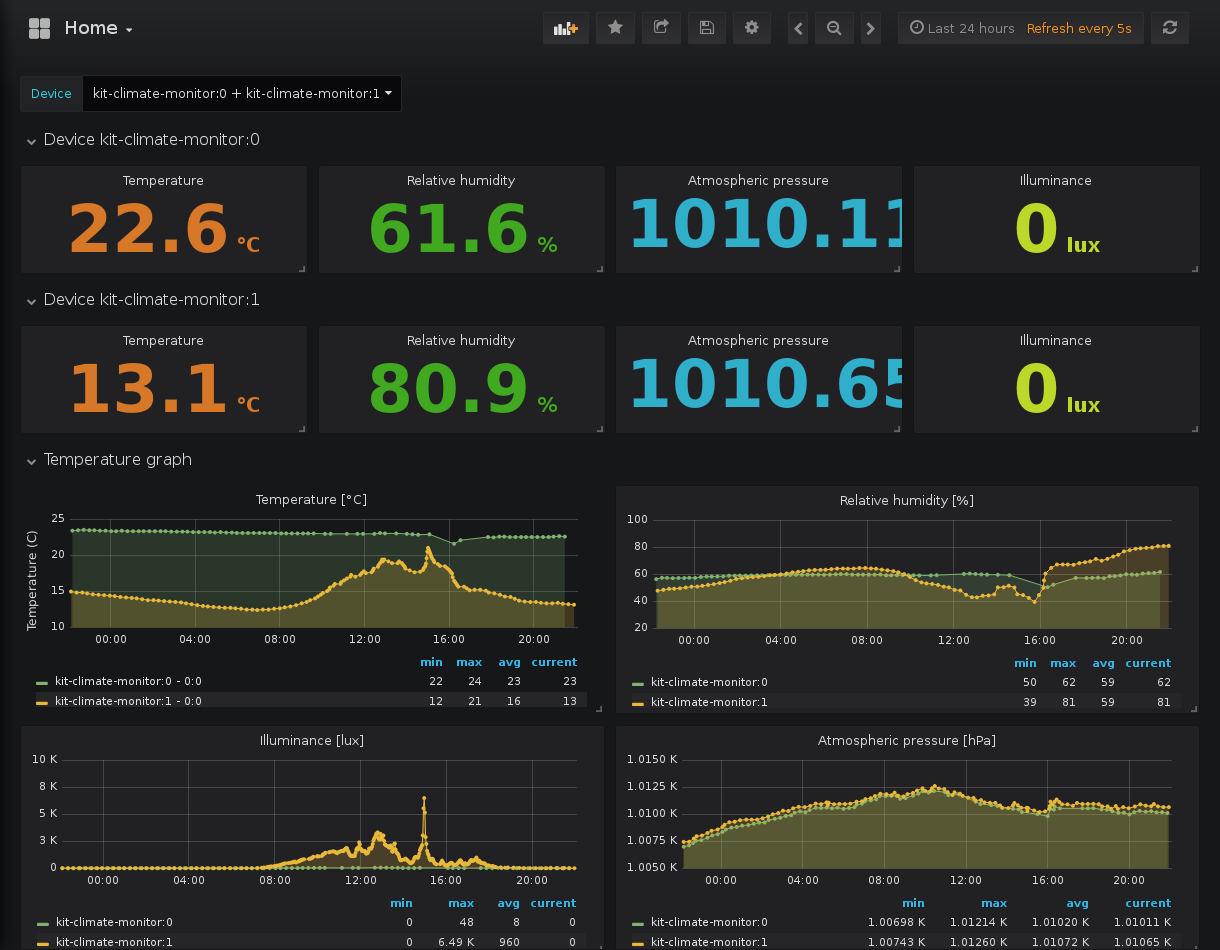 Home
Last 24 hours Refresh every 5s
Device kit-climate-monitor:0 + kit-climate-monitor:1
Device kit-climate-monitor:0
Temperature Relative humidity Atmospheric pressure Illuminance
22.6 °C 61.6 % 1010.11 0 lux
Device kit-climate-monitor:1
Temperature Relative humidity Atmospheric pressure Illuminance
13.1 °C 80.9 % 1010.65 0 lux
Temperature graph
Temperature [°C]
Temperature (C)
25
20
15
10
00:00 04:00 08:00 12:00 16:00 20:00
min max avg current
kit-climate-monitor:0 - 0:0 22 24 23 23
kit-climate-monitor:1 - 0:0 12 21 16 13
Relative humidity [%]
100
80
60
40
20
00:00 04:00 08:00 12:00 16:00 20:00
min max avg current
kit-climate-monitor:0 50 62 59 62
kit-climate-monitor:1 39 81 59 81
Illuminance [lux]
10 K
8 K
5 K
3 K
0
00:00 04:00 08:00 12:00 16:00 20:00
min max avg current
kit-climate-monitor:0 0 48 8 0
kit-climate-monitor:1 0 6.49 K 960 0
Atmospheric pressure [hPa]
1.0150 K
1.0125 K
1.0100 K
1.0075 K
1.0050 K
00:00 04:00 08:00 12:00 16:00 20:00
min max avg current
kit-climate-monitor:0 1.00698 K 1.01214 K 1.01020 K 1.01011 K
kit-climate-monitor:1 1.00743 K 1.01260 K 1.01072 K 1.01065 K